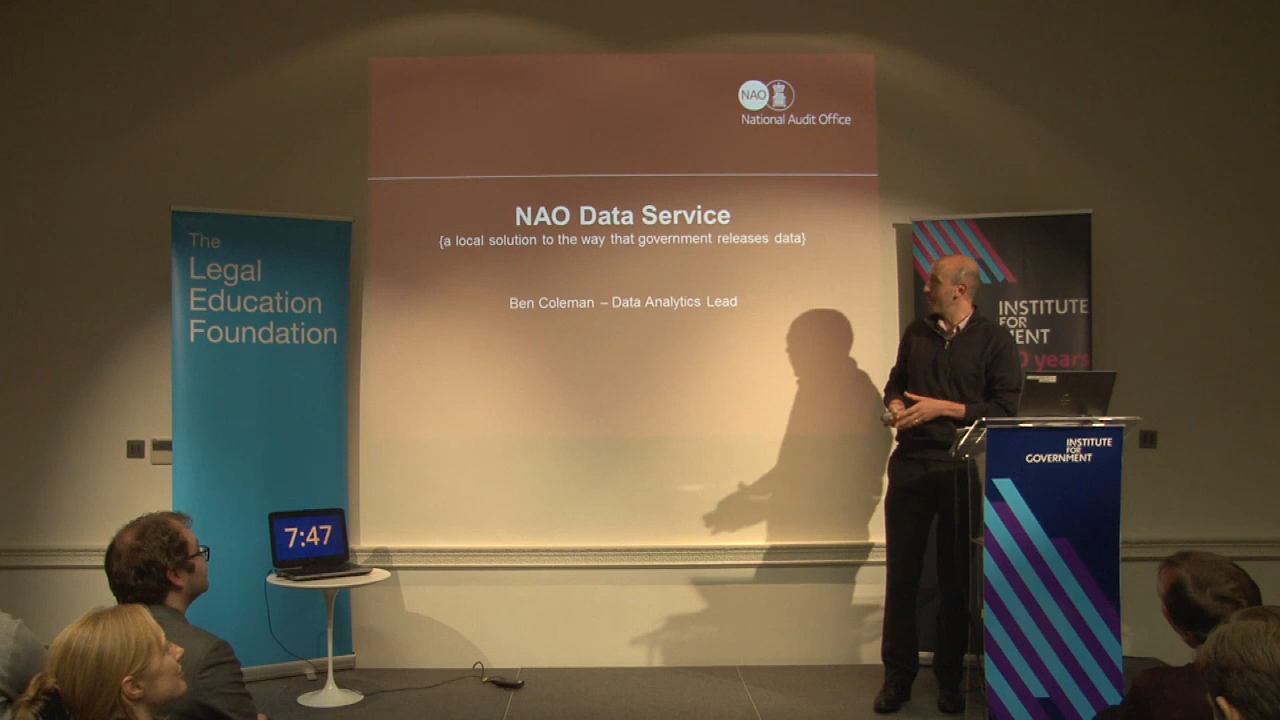 NAO
National Audit Office
NAO Data Service
{a local solution to the way that government releases data}
Ben Coleman – Data Analytics Lead
The
Legal
Education
Foundation
7:47
INSTITUTE
FOR
0 years
INSTITUTE
FOR
GOVERNMENT